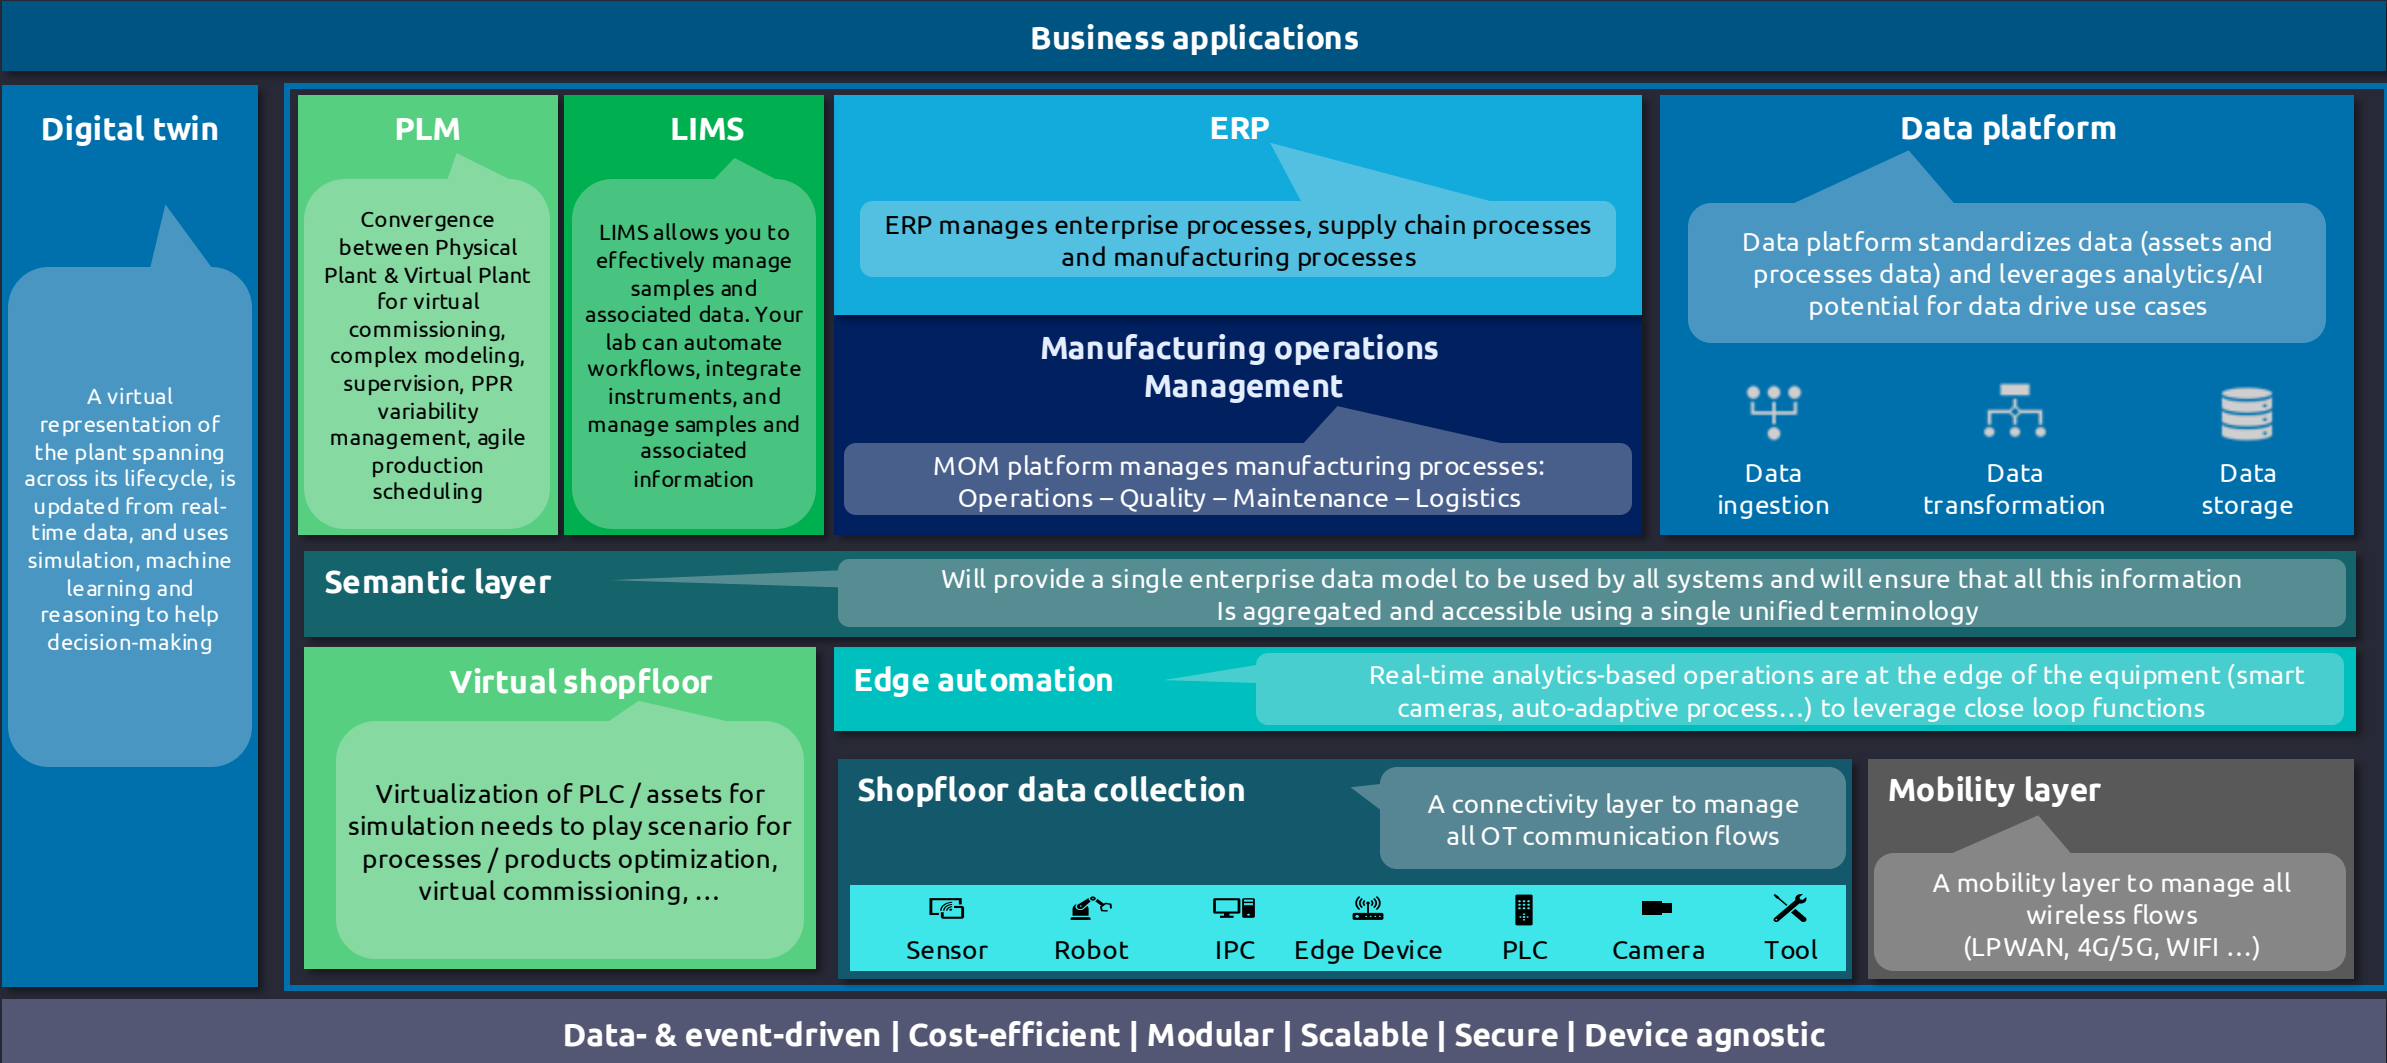 Business applications
Digital twin
A virtual
representation of
the plant spanning
across its lifecycle, is
updated from real-
time data, and uses
simulation, machine
learning and
reasoning to help
decision-making
PLM
Convergence
between Physical
Plant & Virtual Plant
for virtual
commissioning,
complex modeling,
supervision, PPR
variability
management, agile
production
scheduling
LIMS
LIMS allows you to
effectively manage
samples and
associated data. Your
lab can automate
workflows, integrate
instruments, and
manage samples and
associated
information
ERP
ERP manages enterprise processes, supply chain processes
and manufacturing processes
Manufacturing operations
Management
MOM platform manages manufacturing processes:
Operations – Quality – Maintenance – Logistics
Data platform
Data platform standardizes data (assets and
processes data) and leverages analytics/AI
potential for data drive use cases
Data
ingestion
Data
transformation
Data
storage
Semantic layer
Will provide a single enterprise data model to be used by all systems and will ensure that all this information
Is aggregated and accessible using a single unified terminology
Virtual shopfloor
Virtualization of PLC / assets for
simulation needs to play scenario for
processes / products optimization,
virtual commissioning, …
Edge automation
Real-time analytics-based operations are at the edge of the equipment (smart
cameras, auto-adaptive process…) to leverage close loop functions
Shopfloor data collection
A connectivity layer to manage
all OT communication flows
Sensor
Robot
IPC
Edge Device
PLC
Camera
Tool
Mobility layer
A mobility layer to manage all
wireless flows
(LPWAN, 4G/5G, WIFI …)
Data- & event-driven | Cost-efficient | Modular | Scalable | Secure | Device agnostic